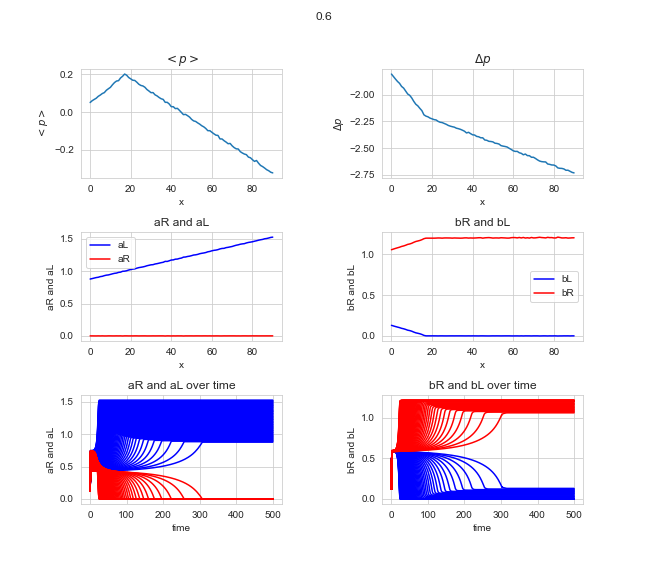 0.6
< p >
0.2
0.0
−0.2
< p >
0 20 40 60 80
x
Δp
−2.00
−2.25
−2.50
−2.75
Δp
0 20 40 60 80
x
aR and aL
1.5
1.0
0.5
0.0
aR and aL
aL
aR
0 20 40 60 80
x
bR and bL
1.0
0.5
0.0
bR and bL
bL
bR
0 20 40 60 80
x
aR and aL over time
1.5
1.0
0.5
0.0
aR and aL
0 100 200 300 400 500
time
bR and bL over time
1.0
0.5
0.0
bR and bL
0 100 200 300 400 500
time